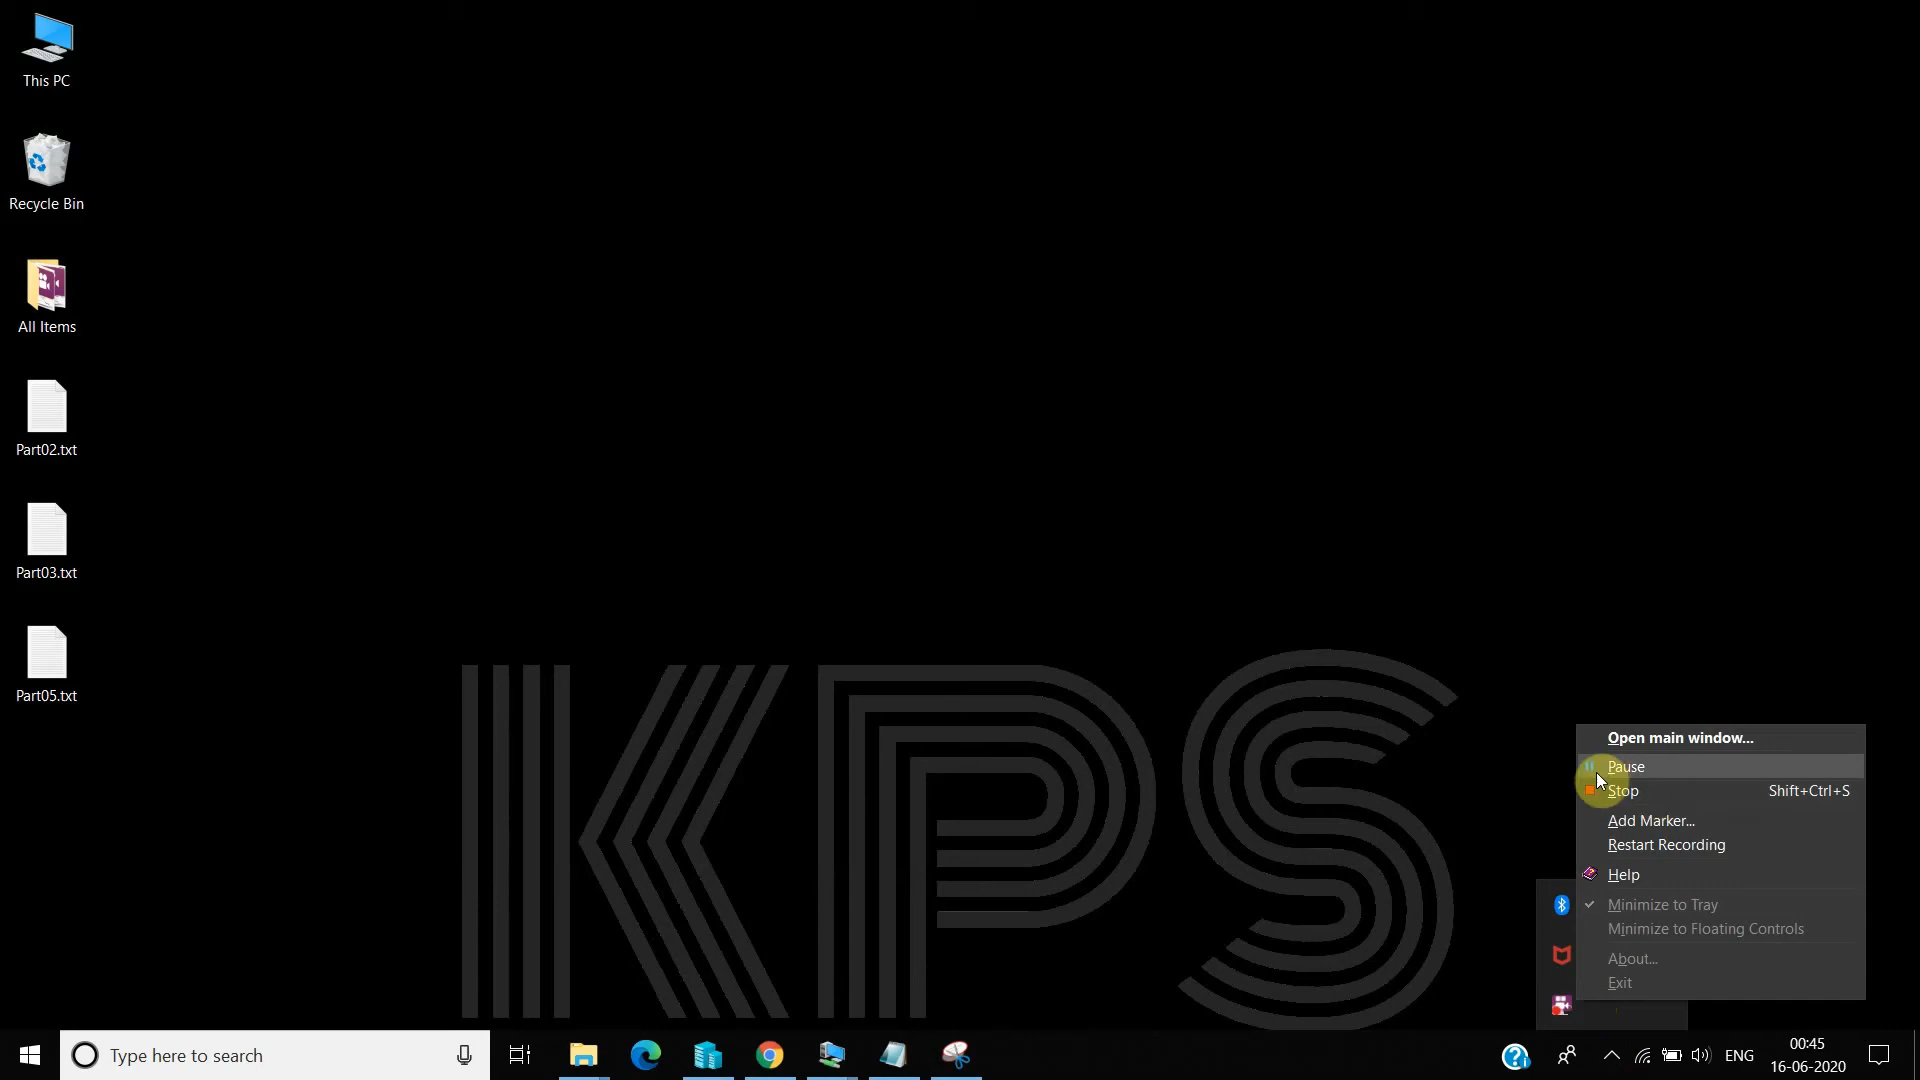 This PC
Recycle Bin
All Items
Part02.txt
Part03.txt
Part05.txt
KPS
Open main window...
Pause
Stop Shift+Ctrl+S
Add Marker...
Restart Recording
Help
Minimize to Tray
Minimize to Floating Controls
About...
Exit
Type here to search
ENG
00:45
16-06-2020